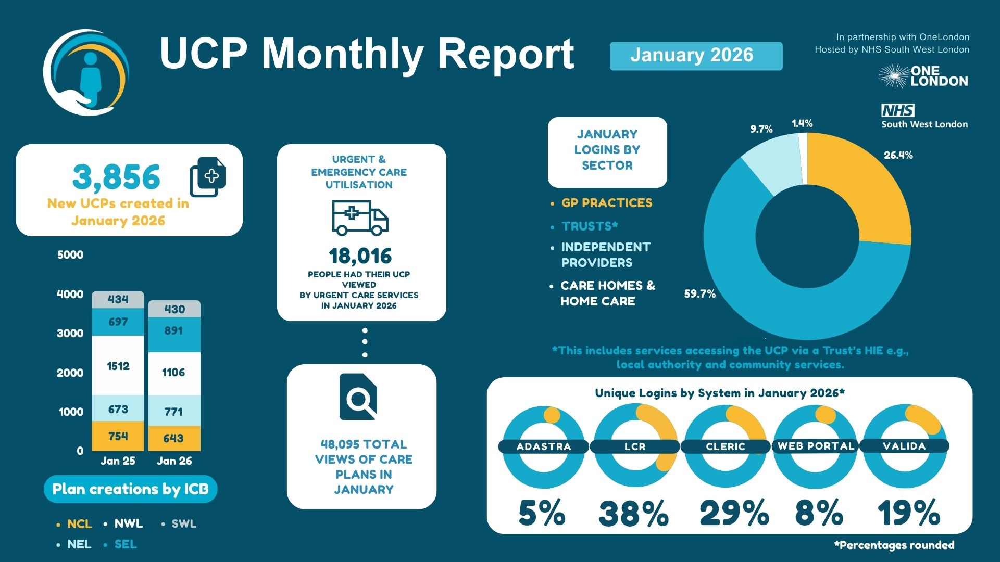 UCP Monthly Report
January 2026
In partnership with OneLondon
Hosted by NHS South West London
ONE
LONDON
NHS
South West London
3,856
New UCPs created in
January 2026
5000
4000
3000
2000
1000
0
434
697
1512
673
754
430
891
1106
771
643
Jan 25
Jan 26
Plan creations by ICB
• NCL
• NWL
• SWL
• NEL
• SEL
URGENT &
EMERGENCY CARE
UTILISATION
18,016
PEOPLE HAD THEIR UCP
VIEWED
BY URGENT CARE SERVICES
IN JANUARY 2026
48,095 TOTAL
VIEWS OF CARE
PLANS IN
JANUARY
JANUARY
LOGINS BY
SECTOR
• GP PRACTICES
• TRUSTS*
• INDEPENDENT
PROVIDERS
• CARE HOMES &
HOME CARE
9.7%
1.4%
26.4%
59.7%
*This includes services accessing the UCP via a Trust's HIE e.g.,
local authority and community services.
Unique Logins by System in January 2026*
ADASTRA
LCR
CLERIC
WEB PORTAL
VALIDA
5%
38%
29%
8%
19%
*Percentages rounded